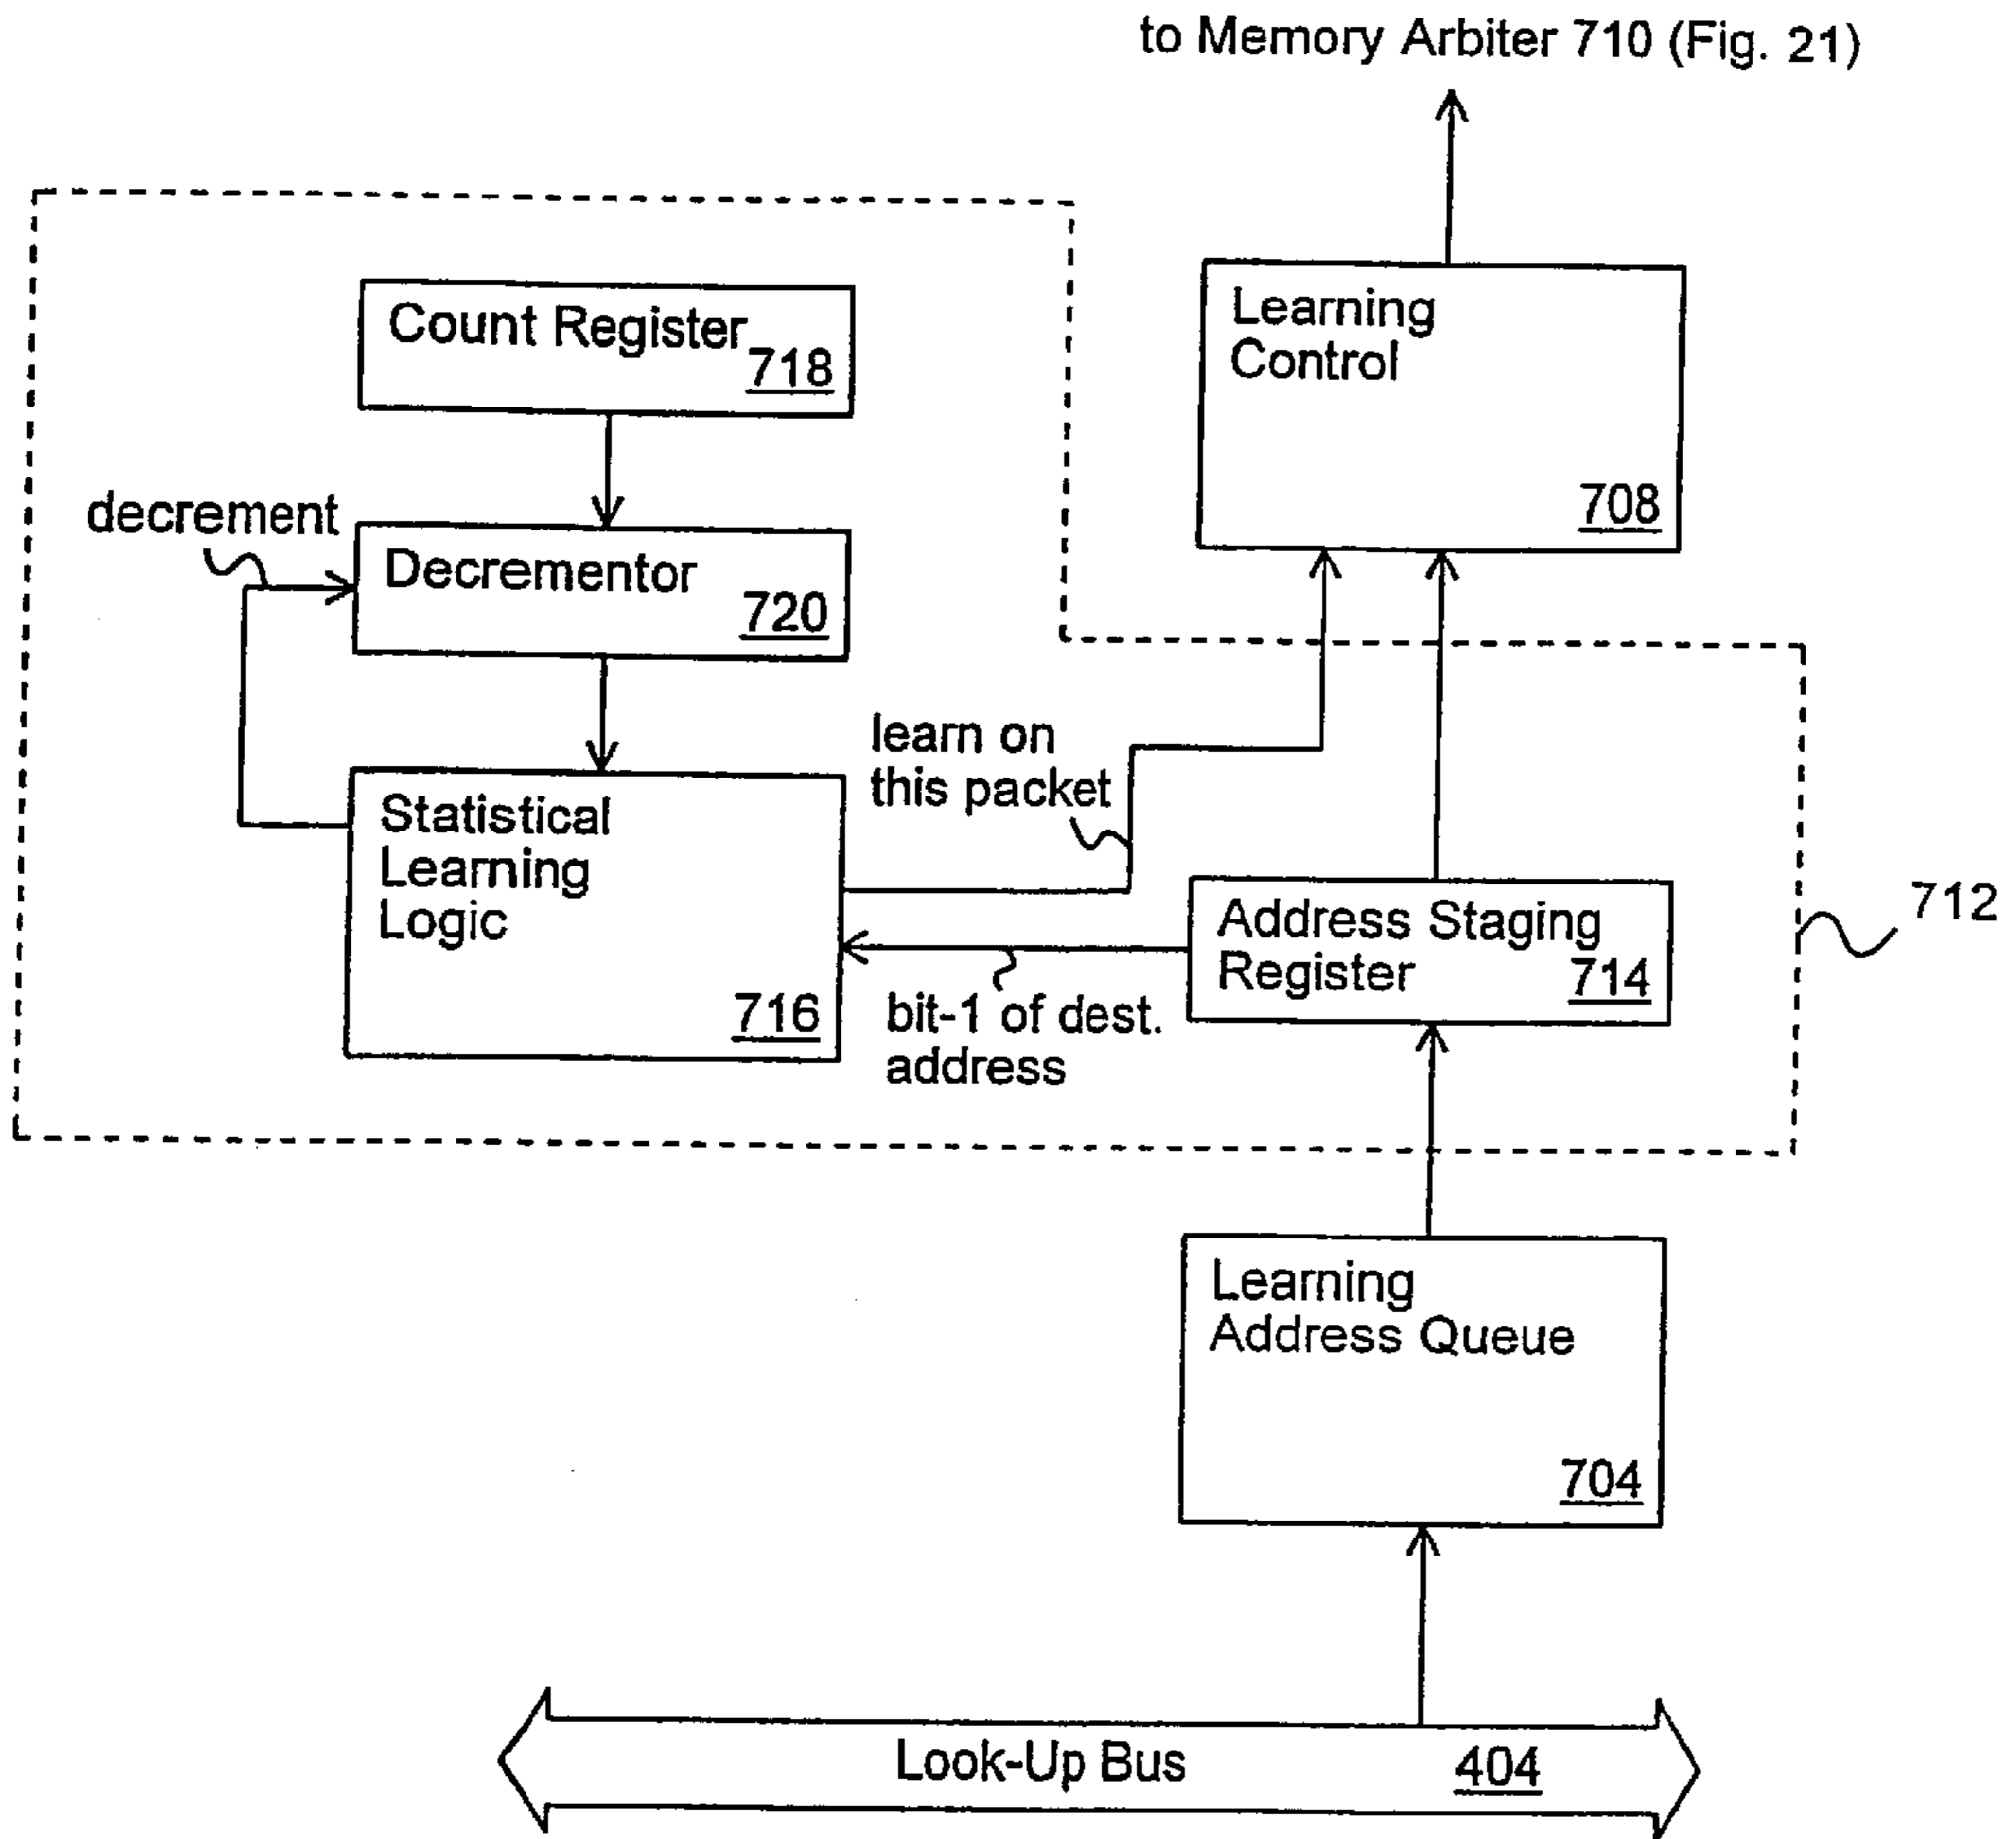 to Memory Arbiter 710 (Fig. 21)
Count Register
718
Learning
Control
708
decrement
Decrementor
720
learn on
this packet
Statistical
Learning
Logic
716
Address Staging
Register
714
712
bit-1 of dest.
address
Learning
Address Queue
704
Look-Up Bus
404